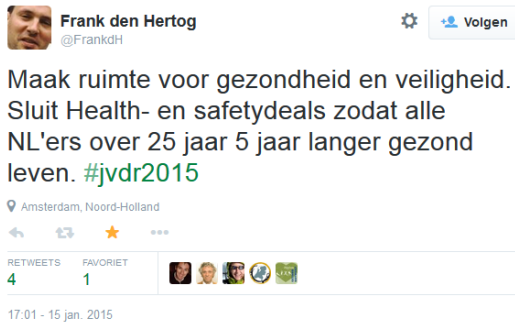 Frank den Hertog
@FrankdH
Volgen
Maak ruimte voor gezondheid en veiligheid.
Sluit Health- en safetydeals zodat alle
NL'ers over 25 jaar 5 jaar langer gezond
leven. #jvdr2015
Amsterdam, Noord-Holland
RETWEETS FAVORIET
4 1
17:01 - 15 jan. 2015